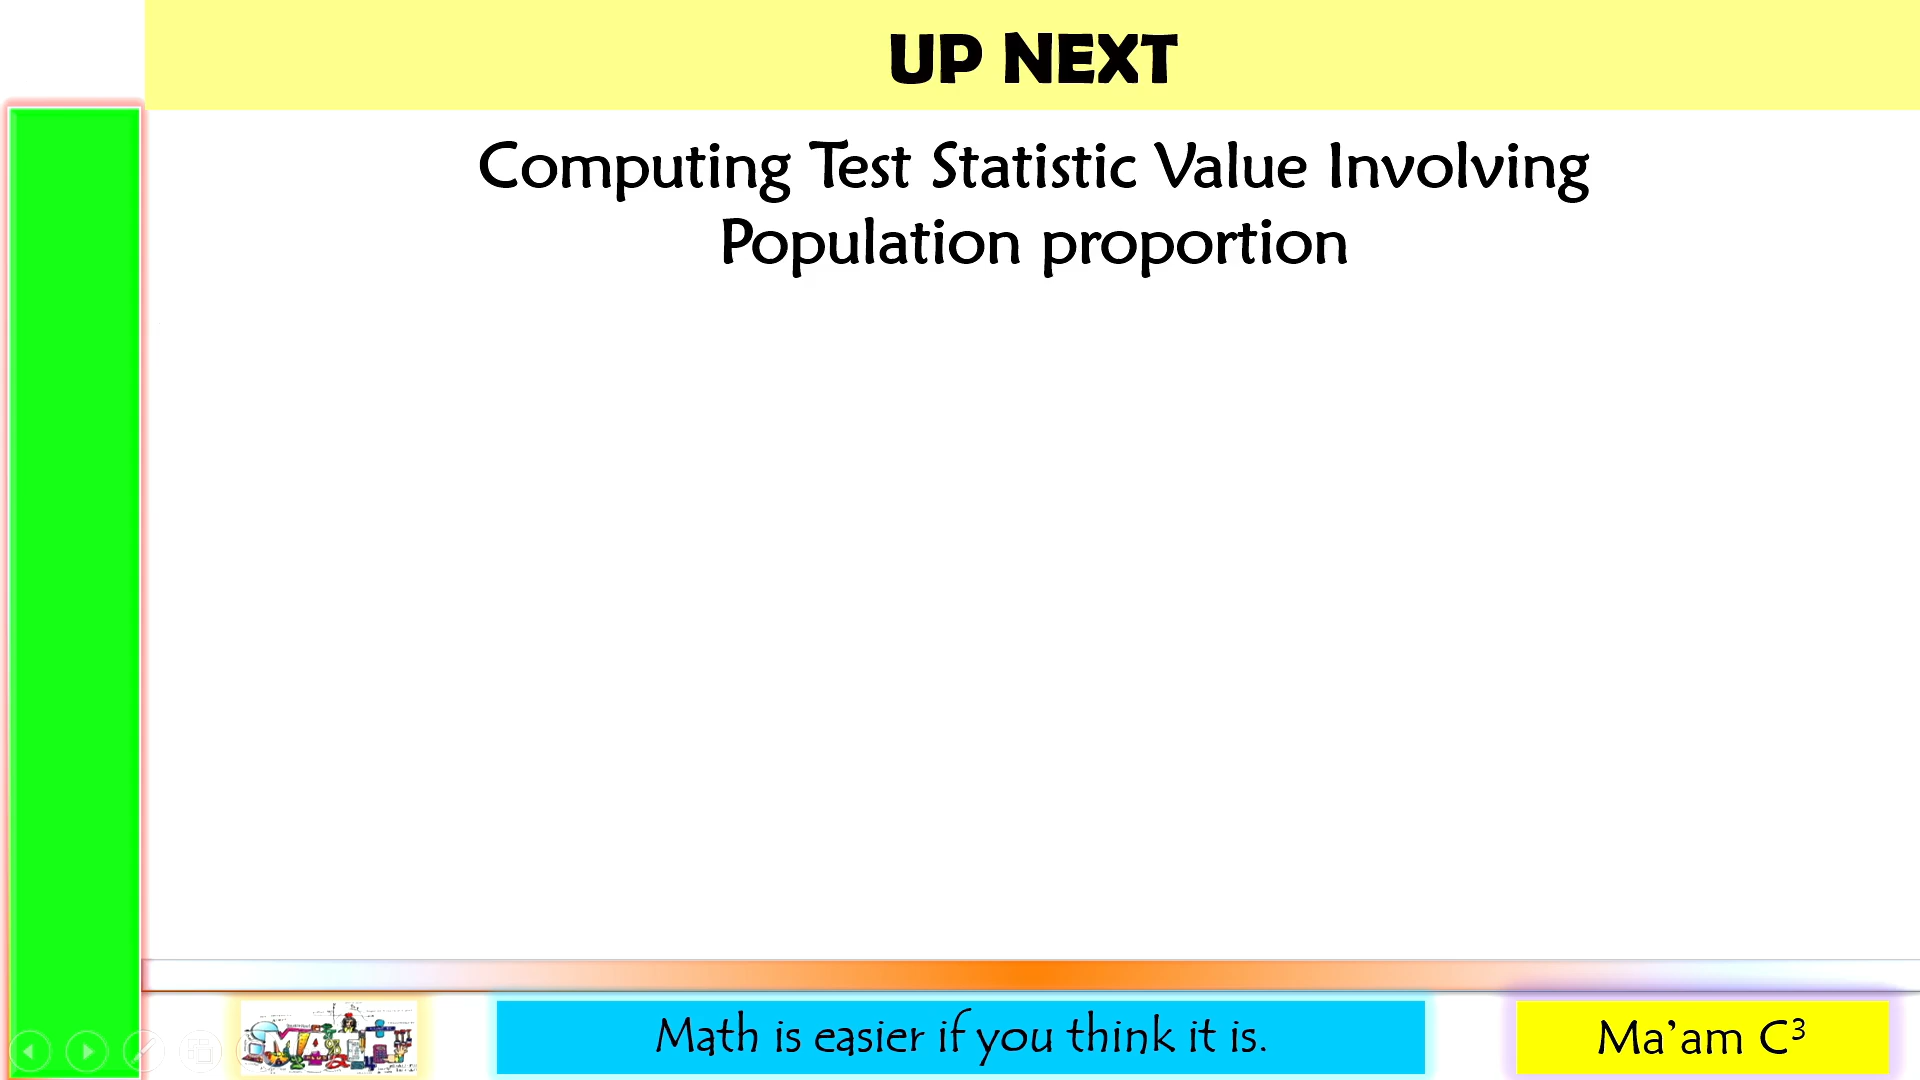 UP NEXT
Computing Test Statistic Value Involving
Population proportion
MATH
Math is easier if you think it is.
Ma’am C³